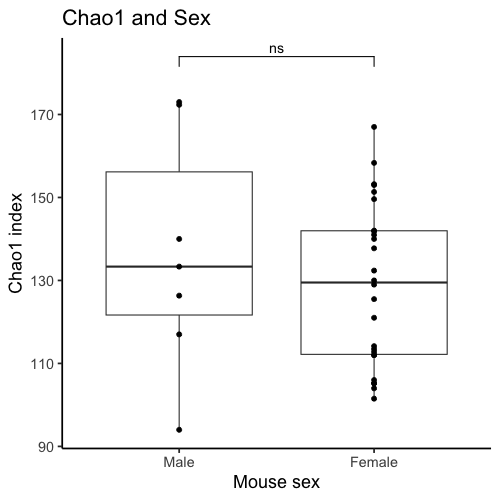 Chao1 and Sex
ns
170
150
130
110
90
Chao1 index
Male Female
Mouse sex